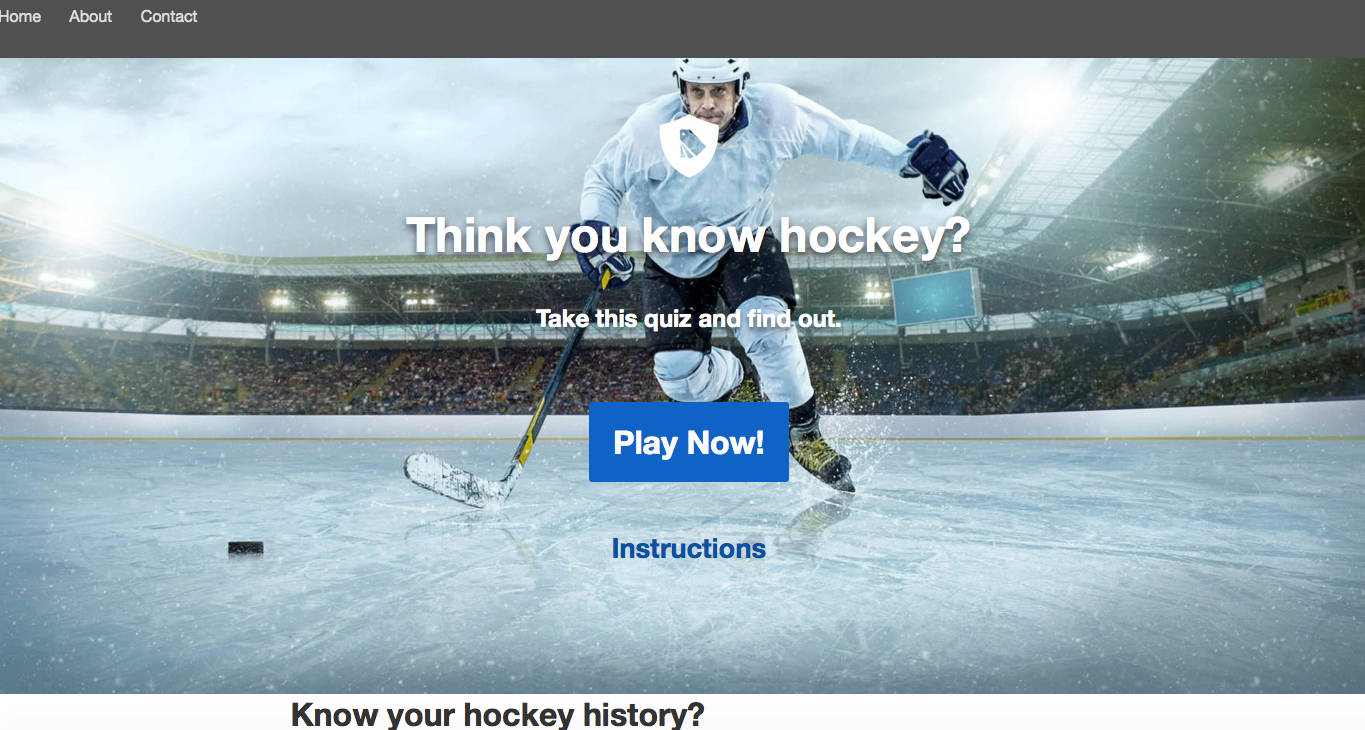 Home About Contact
Think you know hockey?
Take this quiz and find out.
Play Now!
Instructions
Know your hockey history?